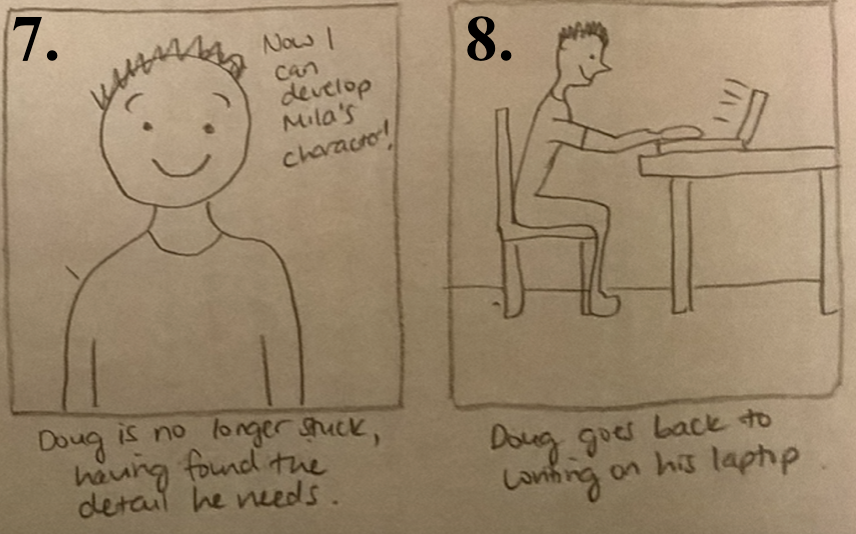 7.
Now I
can
develop
Mila's
character!
Doug is no longer stuck,
having found the
detail he needs.
8.
Doug goes back to
writing on his laptop.